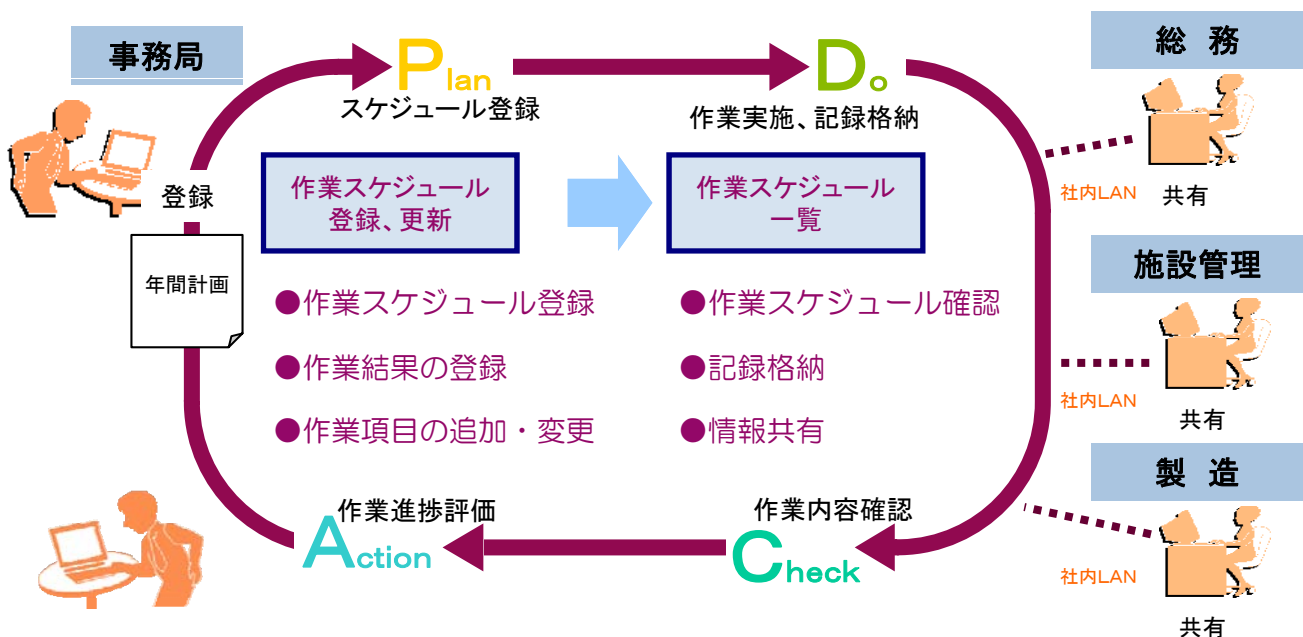 事務局
Plan
スケジュール登録
Do
作業実施、記録格納
総 務
社内LAN
共有
登録
年間計画
作業スケジュール
登録、更新
作業スケジュール
一覧
●作業スケジュール登録
●作業結果の登録
●作業項目の追加・変更
●作業スケジュール確認
●記録格納
●情報共有
施設管理
社内LAN
共有
製 造
社内LAN
共有
作業進捗評価
Action
作業内容確認
Check